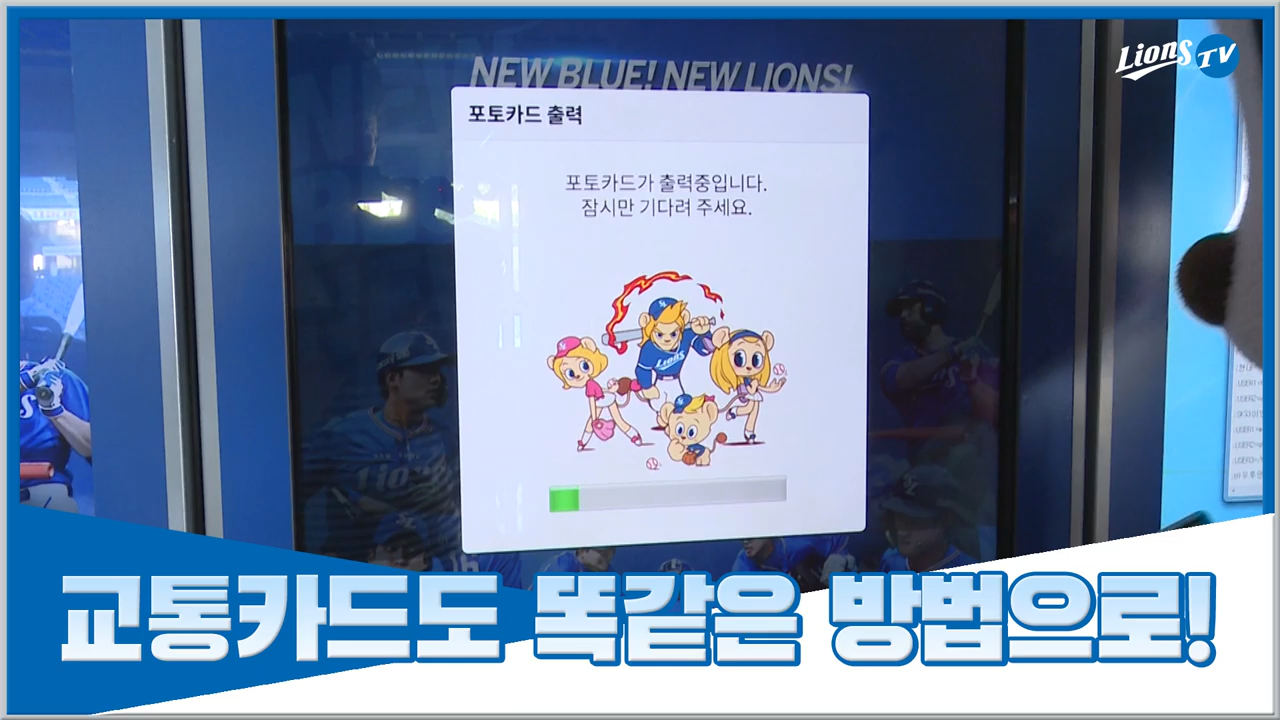 Lions TV
NEW BLUE! NEW LIONS!
포토카드 출력
포토카드가 출력중입니다.
잠시만 기다려 주세요.
Lions
Lions
교통카드도 똑같은 방법으로!